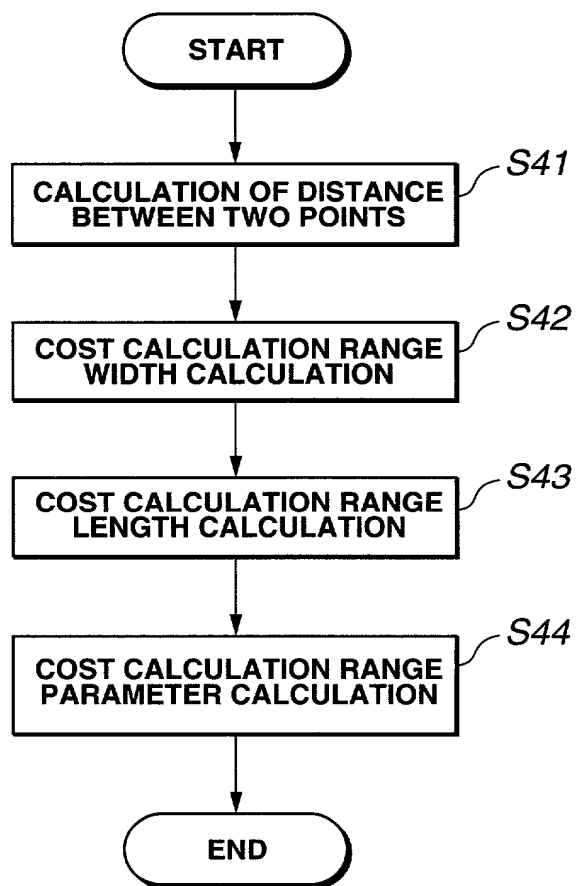 START
S41
CALCULATION OF DISTANCE
BETWEEN TWO POINTS
S42
COST CALCULATION RANGE
WIDTH CALCULATION
S43
COST CALCULATION RANGE
LENGTH CALCULATION
S44
COST CALCULATION RANGE
PARAMETER CALCULATION
END